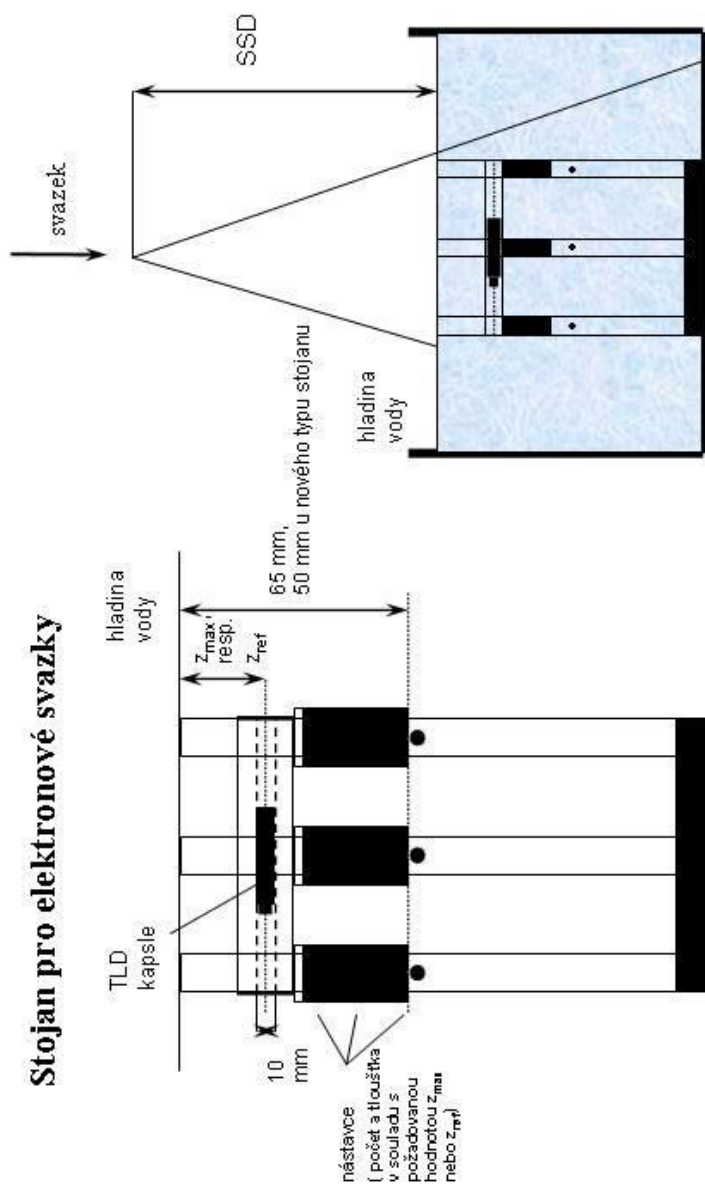 Stojan pro elektronové svazky
TLD
kapsle
hladina
vody
z_max,
resp.
z_ref
10
mm
65 mm,
50 mm u nového typu stojanu
nástavce
( počet a tloušťka
v souladu s
požadovanou
hodnotou z_max
nebo z_ref)
svazek
SSD
hladina
vody